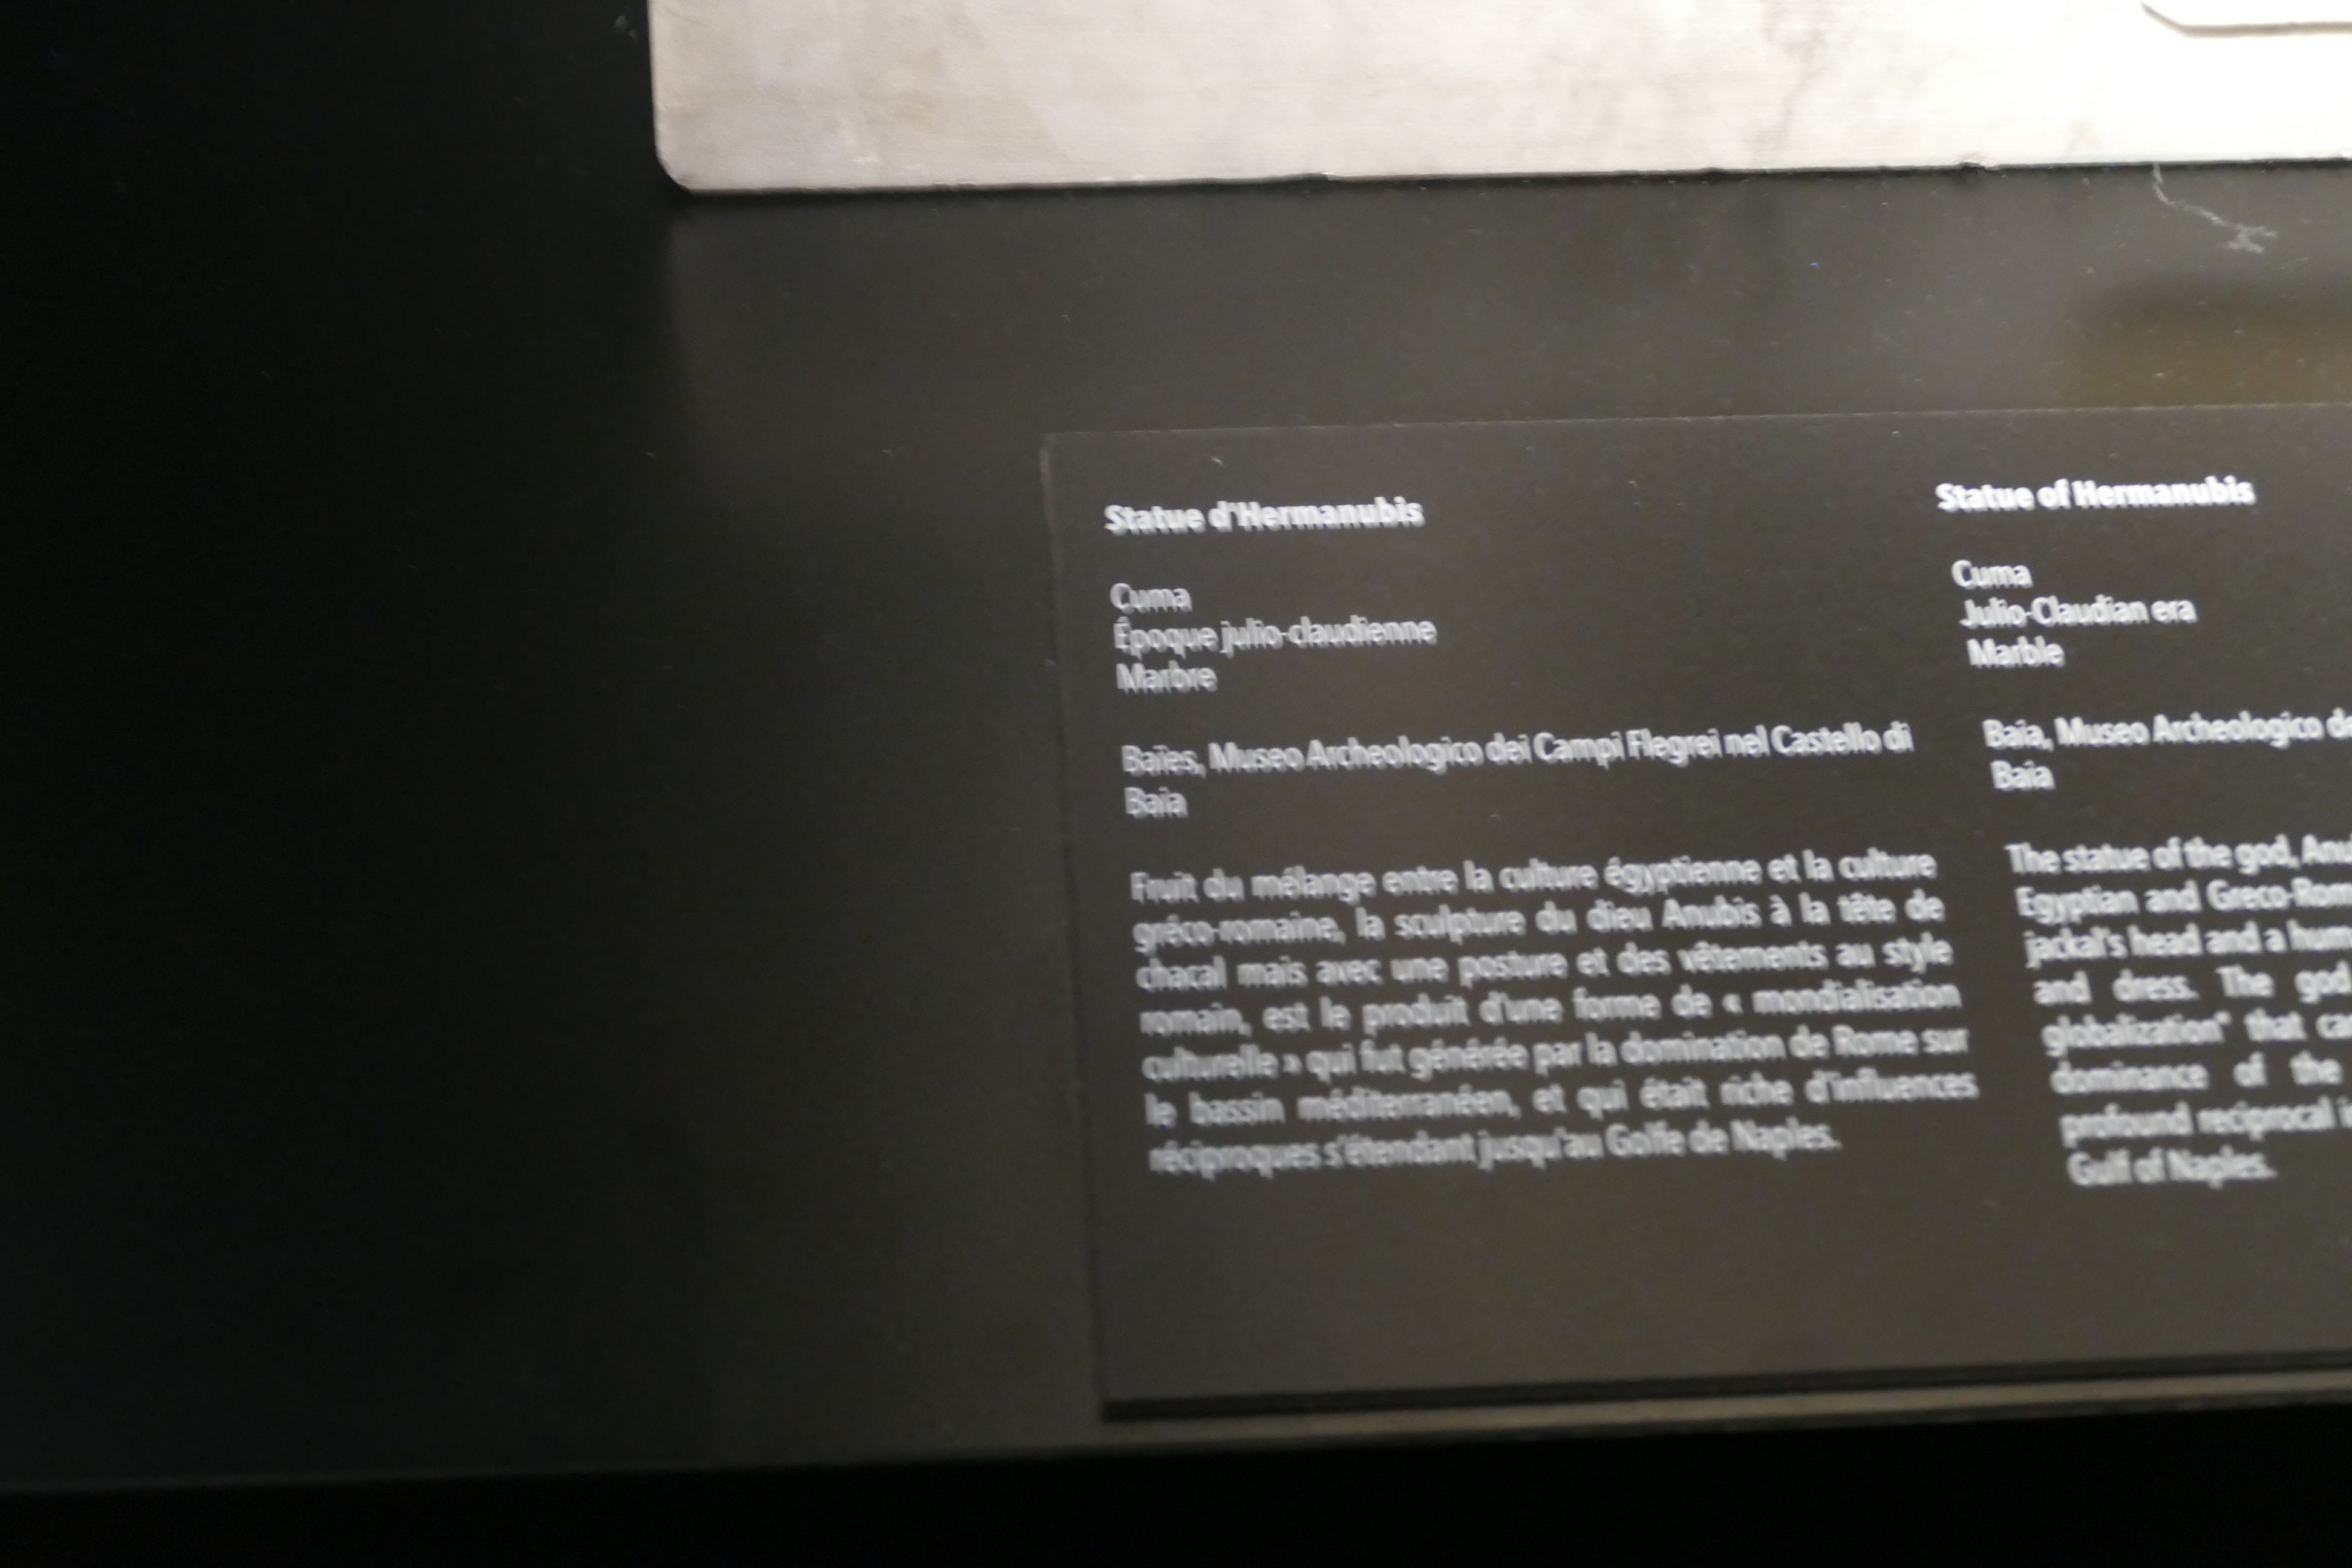 Statue d'Hermanubis
Cuma
Époque julio-claudienne
Marbre
Baïes, Museo Archeologico dei Campi Flegrei nel Castello di
Baia
Fruit du mélange entre la culture égyptienne et la culture
gréco-romaine, la sculpture du dieu Anubis à la tête de
chacal mais avec une posture et des vêtements au style
romain, est le produit d'une forme de « mondialisation
culturelle » qui fut générée par la domination de Rome sur
le bassin méditerranéen, et qui était riche d'influences
réciproques s'étendant jusqu'au Golfe de Naples.
Statue of Hermanubis
Cuma
Julio-Claudian era
Marble
Baia, Museo Archeologico
Baia
The statue of the god,
Egyptian and
jackal's head and a
and dress. The god
globalization" that
dominance of the
profound reciprocal
Gulf of Naples.